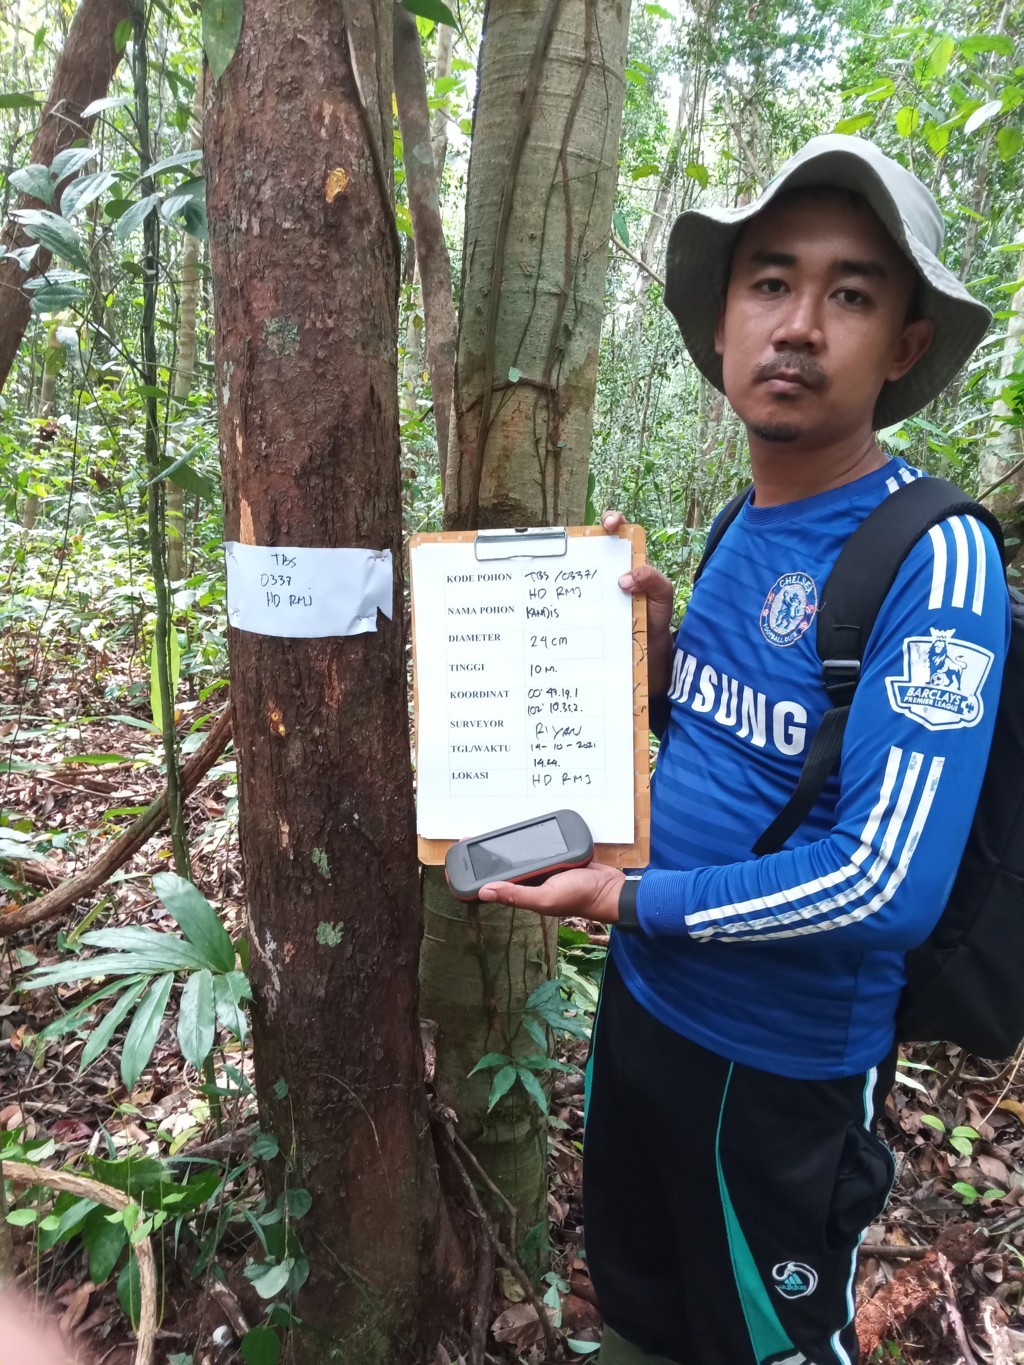 TBS
0337
HD RMJ
KODE POHON TBS /0337/
HD RMJ
NAMA POHON KANDIS
DIAMETER 24 cm
TINGGI 10 M.
KOORDINAT 00° 49.19.1
102° 10.352.
SURVEYOR RIYAN
TGL/WAKTU 14-10-2021
14.24.
LOKASI HD RMJ
CHELSEA
FOOTBALL CLUB
MSUNG
BARCLAYS
PREMIER LEAGUE
adidas